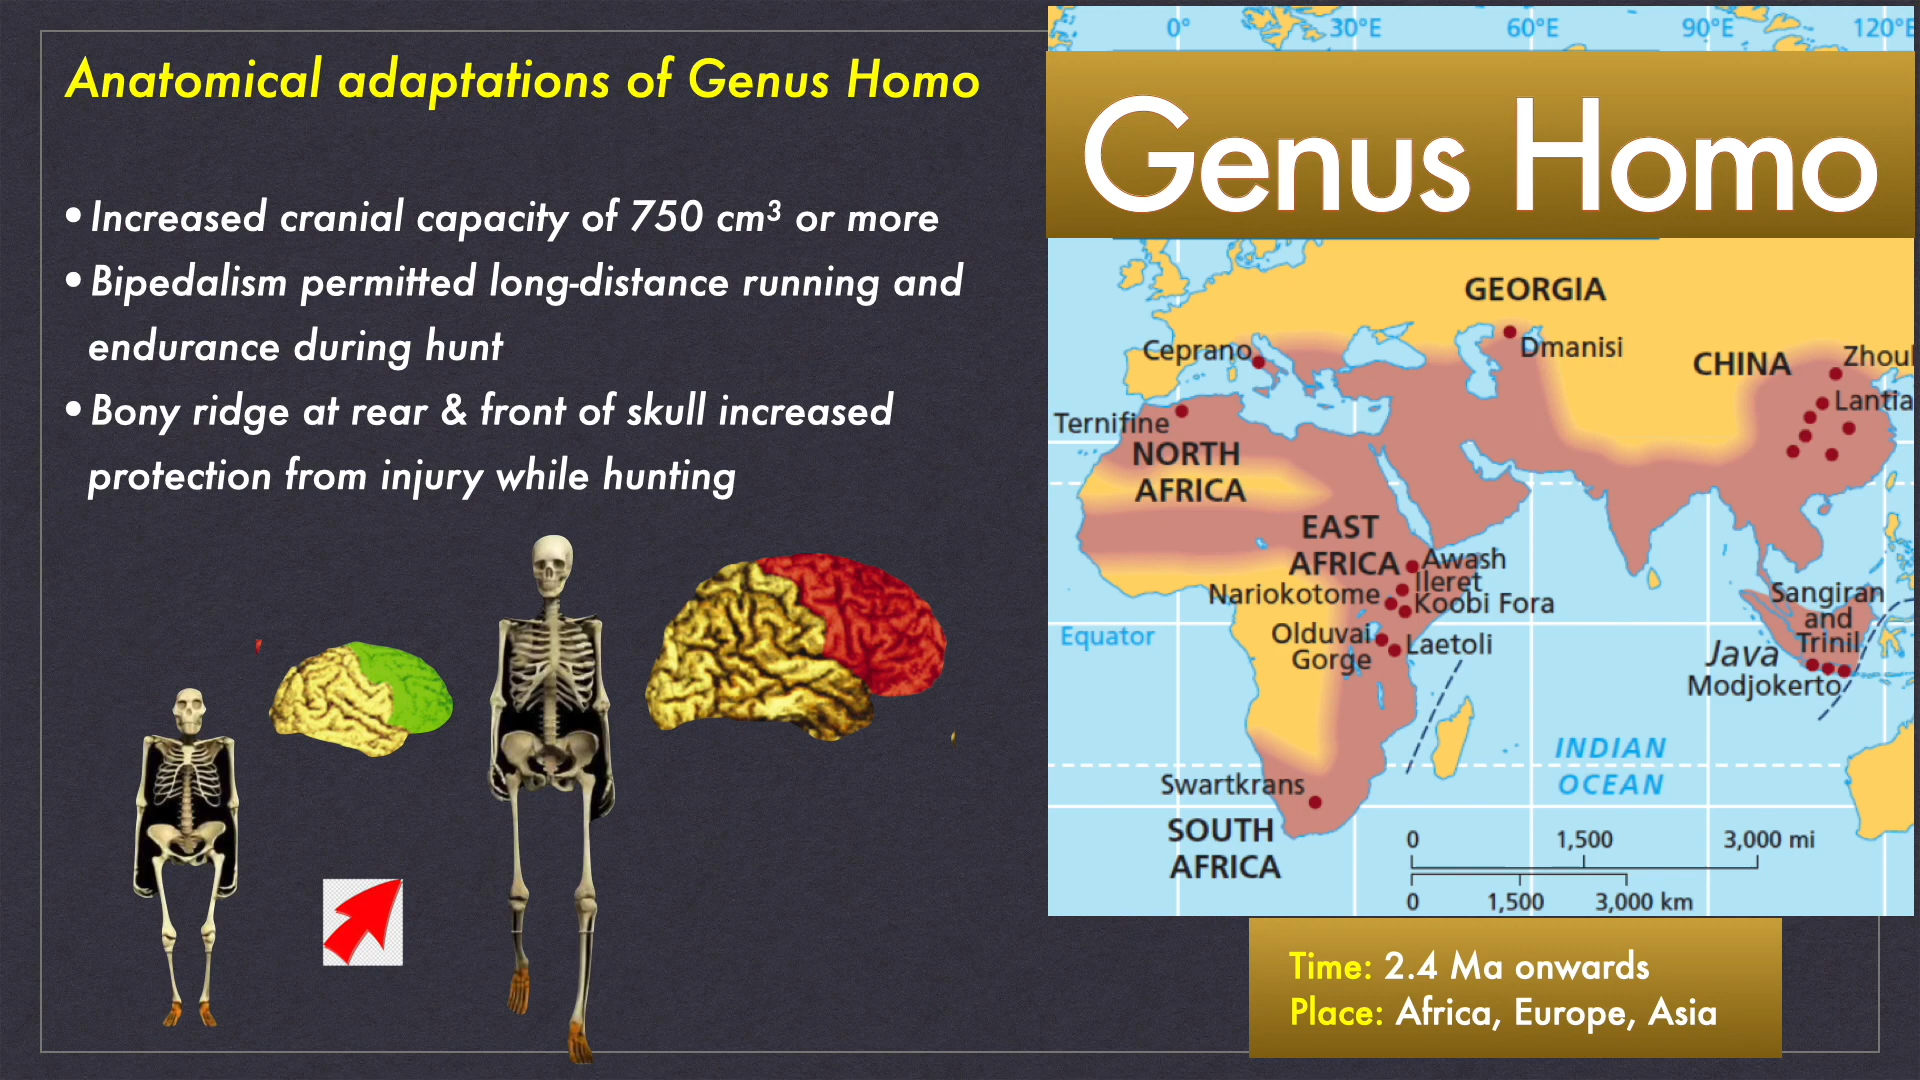 Anatomical adaptations of Genus Homo
•Increased cranial capacity of 750 cm³ or more
•Bipedalism permitted long-distance running and
endurance during hunt
•Bony ridge at rear & front of skull increased
protection from injury while hunting
0° 30°E 60°E 90°E 120°E
Genus Homo
GEORGIA
Ceprano
Dmanisi
CHINA
Zhoul
Lantia
Ternifine
NORTH
AFRICA
EAST
AFRICA
Awash
Ileret
Nariokotome
Koobi Fora
Sangiran
and
Trinil
Equator
Olduvai
Gorge
Laetoli
Java
Modjokerto
INDIAN
OCEAN
Swartkrans
SOUTH
AFRICA
0 1,500 3,000 mi
0 1,500 3,000 km
Time: 2.4 Ma onwards
Place: Africa, Europe, Asia